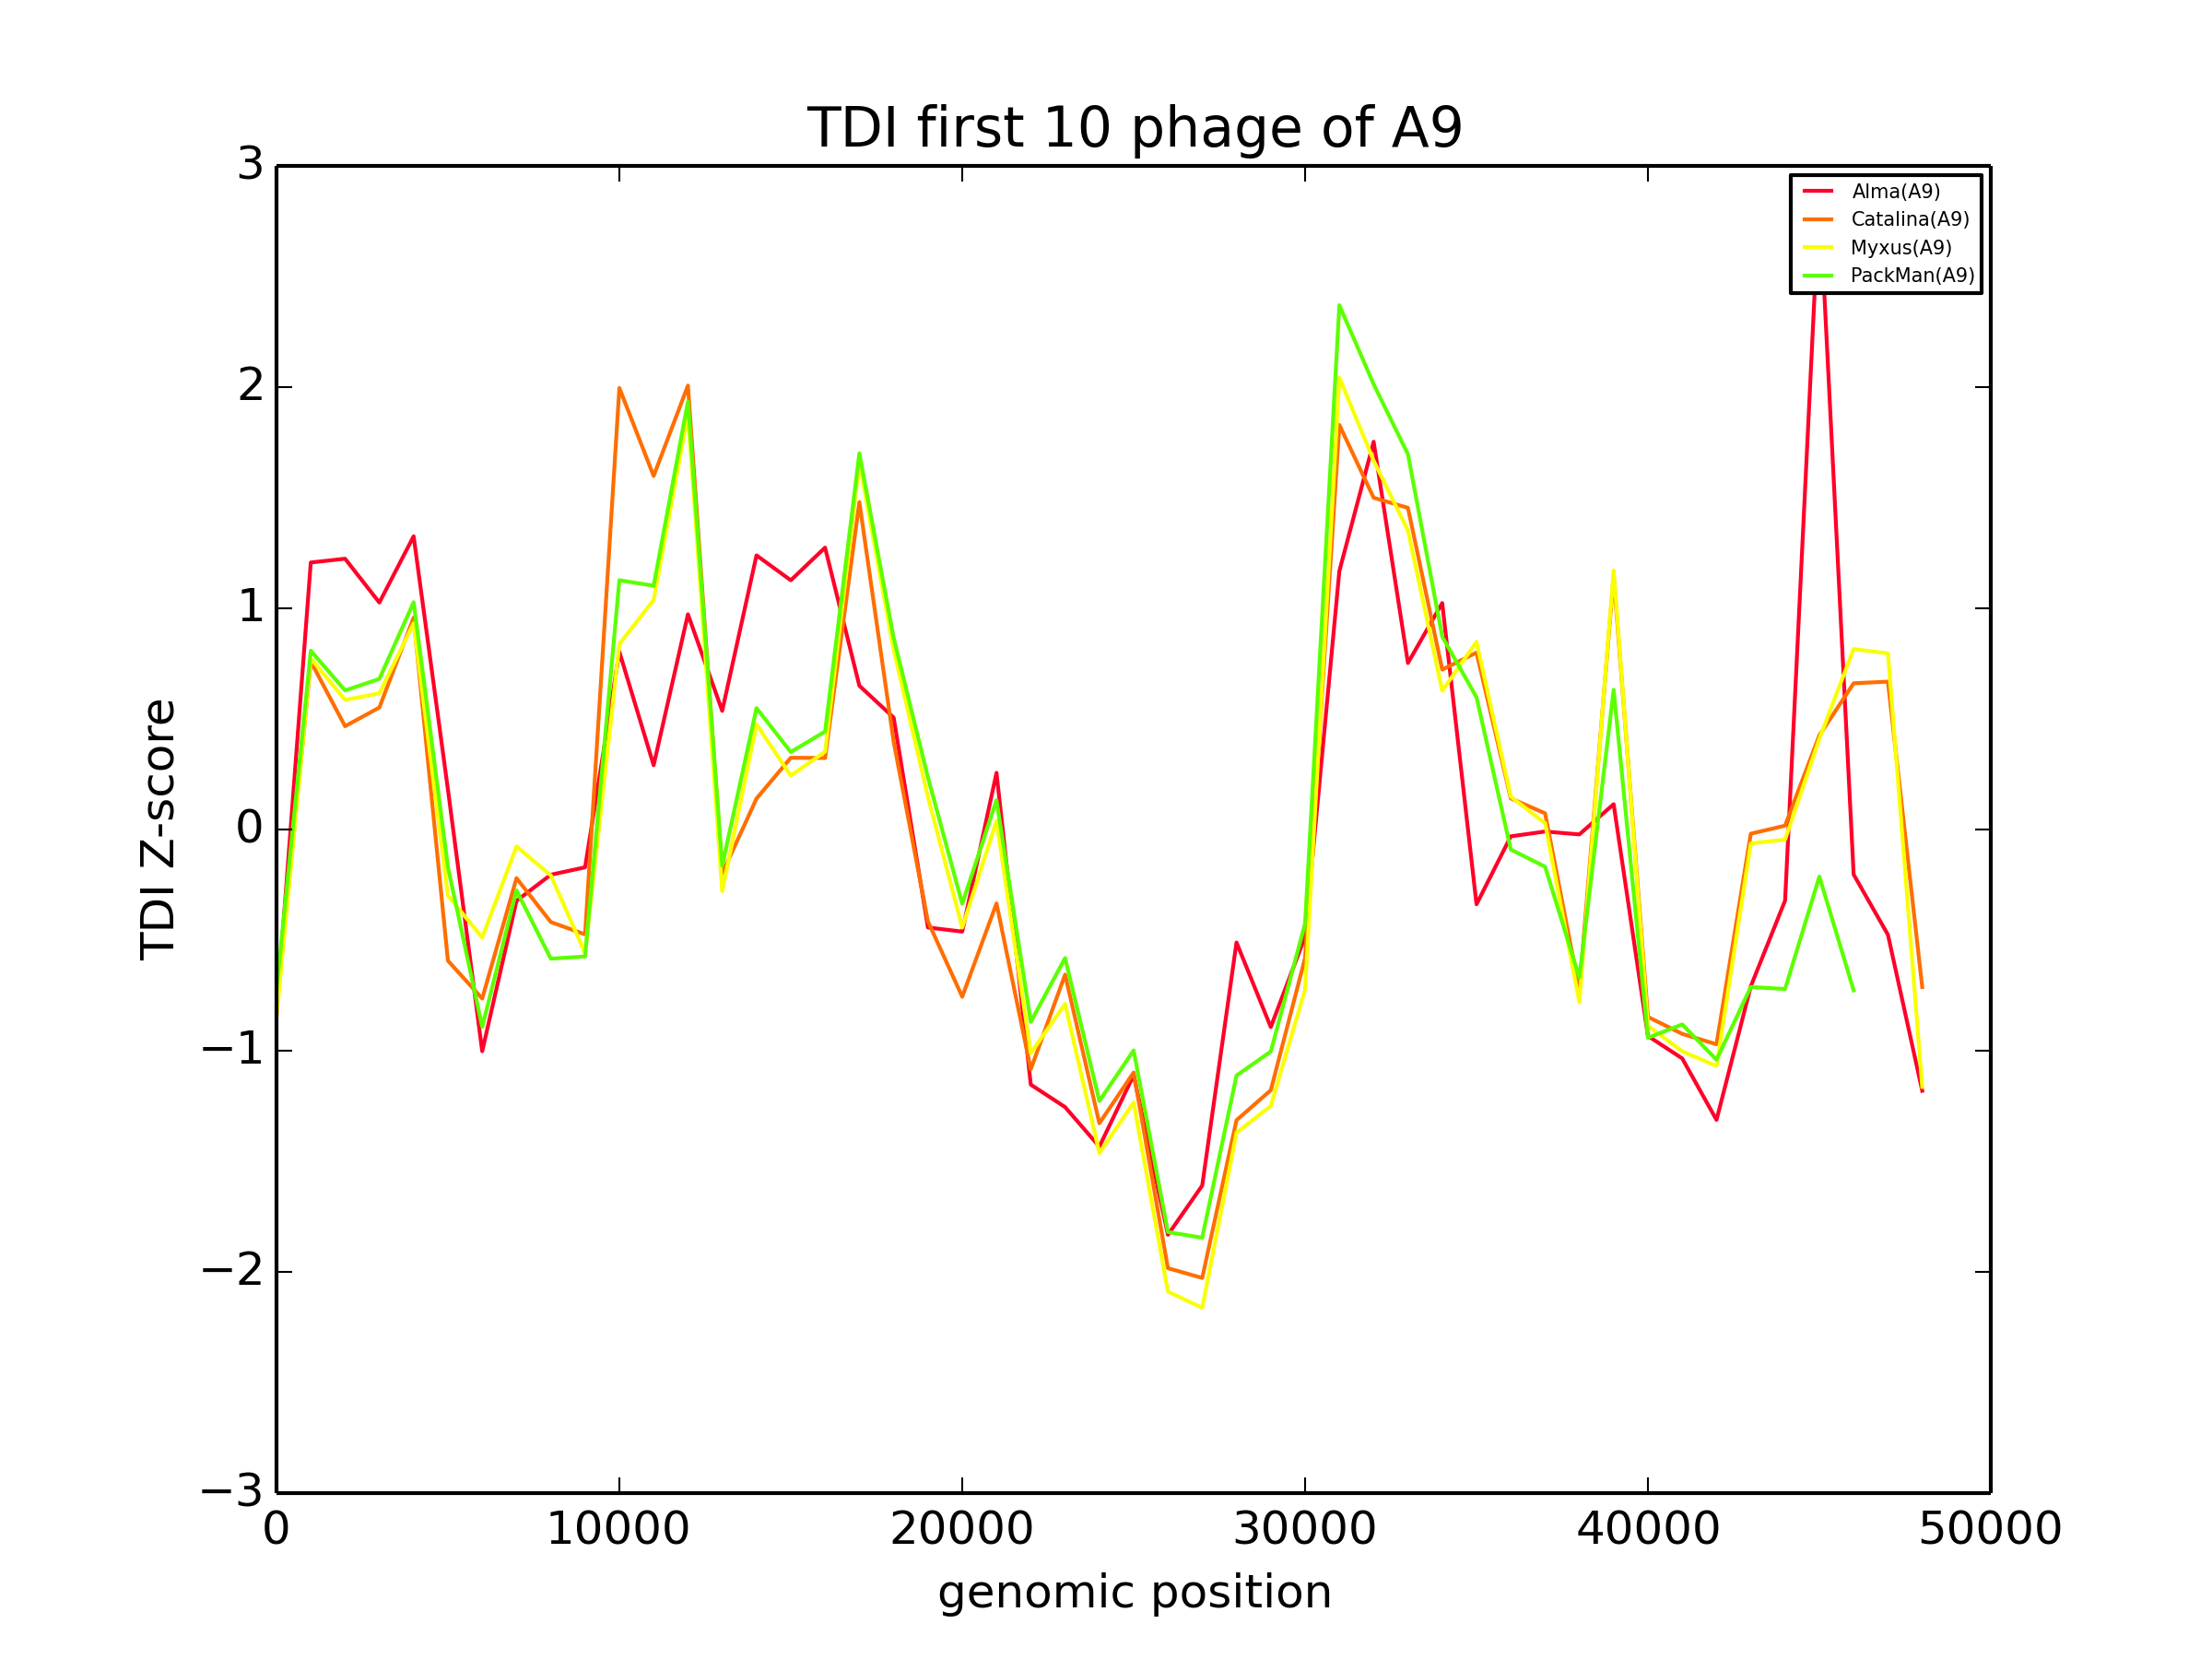 TDI first 10 phage of A9
3
2
1
0
−1
−2
−3
TDI Z-score
Alma(A9)
Catalina(A9)
Myxus(A9)
PackMan(A9)
0 10000 20000 30000 40000 50000
genomic position